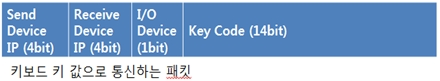 Send Device IP (4bit)
Receive Device IP (4bit)
I/O Device (1bit)
Key Code (14bit)
키보드 키 값으로 통신하는 패킷